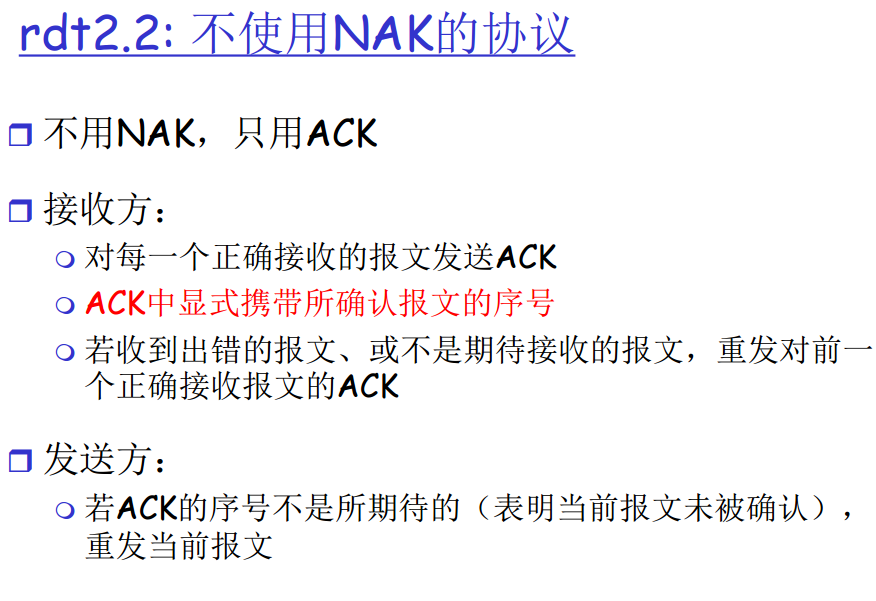 rdt2.2: 不使用NAK的协议
不用NAK，只用ACK
接收方：
对每一个正确接收的报文发送ACK
ACK中显式携带所确认报文的序号
若收到出错的报文、或不是期待接收的报文，重发对前一
个正确接收报文的ACK
发送方：
若ACK的序号不是所期待的（表明当前报文未被确认），
重发当前报文